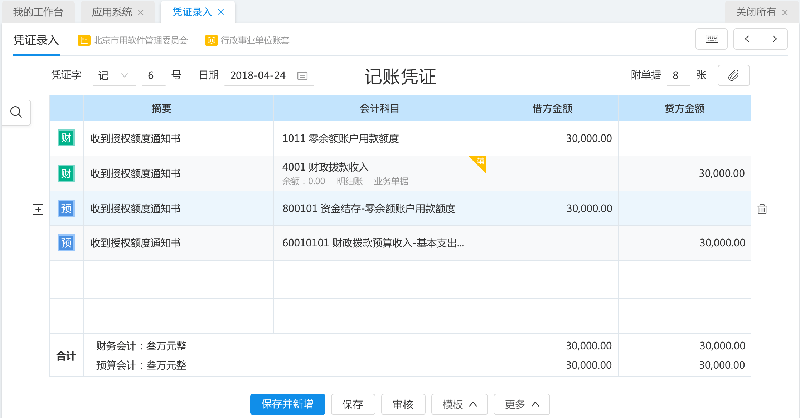 我的工作台 应用系统 × 凭证录入 × 关闭所有 ×
凭证录入 北京市用软件管理委员会 行政事业单位账套
凭证字 记 6 号 日期 2018-04-24 记账凭证 附单据 8 张
摘要 会计科目 借方金额 贷方金额
财 收到授权额度通知书 1011 零余额账户用款额度 30,000.00
财 收到授权额度通知书 4001 财政拨款收入 30,000.00
余额：0.00 明细账 业务单据
预 收到授权额度通知书 800101 资金结存-零余额账户用款额度 30,000.00
预 收到授权额度通知书 60010101 财政拨款预算收入-基本支出... 30,000.00
合计 财务会计：叁万元整 30,000.00 30,000.00
预算会计：叁万元整 30,000.00 30,000.00
保存并新增 保存 审核 模板 更多